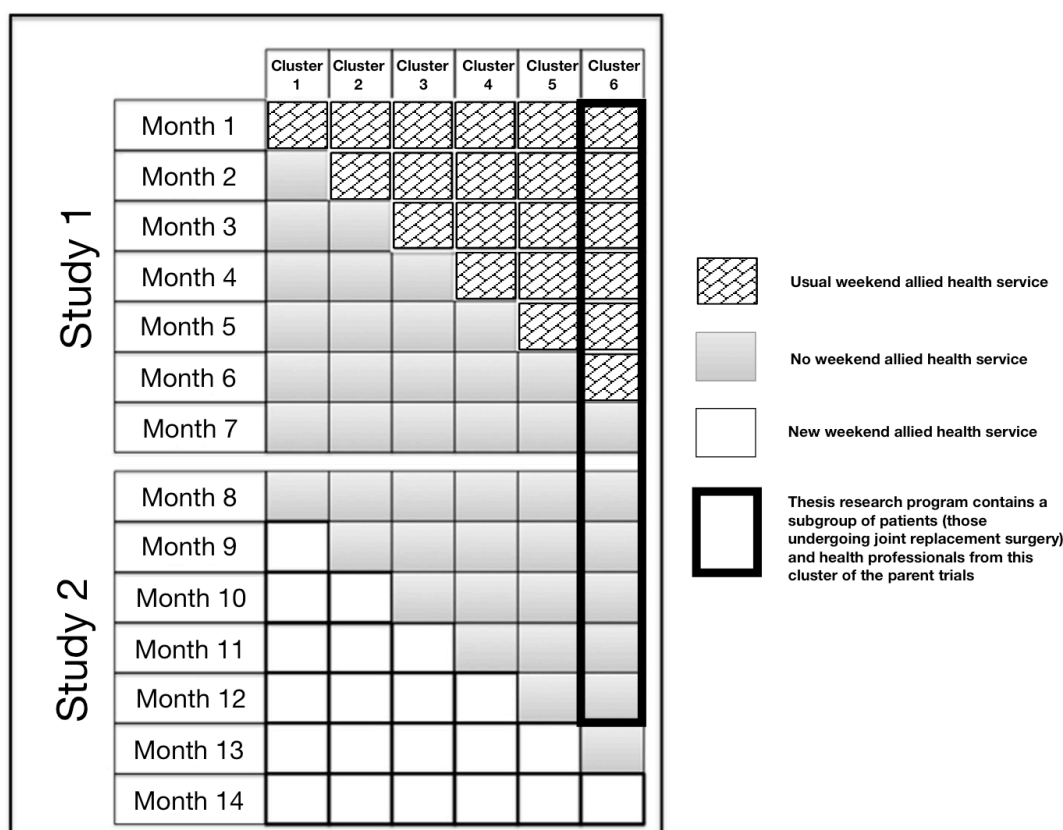 Cluster 1
Cluster 2
Cluster 3
Cluster 4
Cluster 5
Cluster 6
Study 1
Month 1
Month 2
Month 3
Month 4
Month 5
Month 6
Month 7
Study 2
Month 8
Month 9
Month 10
Month 11
Month 12
Month 13
Month 14
Usual weekend allied health service
No weekend allied health service
New weekend allied health service
Thesis research program contains a
subgroup of patients (those
undergoing joint replacement surgery)
and health professionals from this
cluster of the parent trials